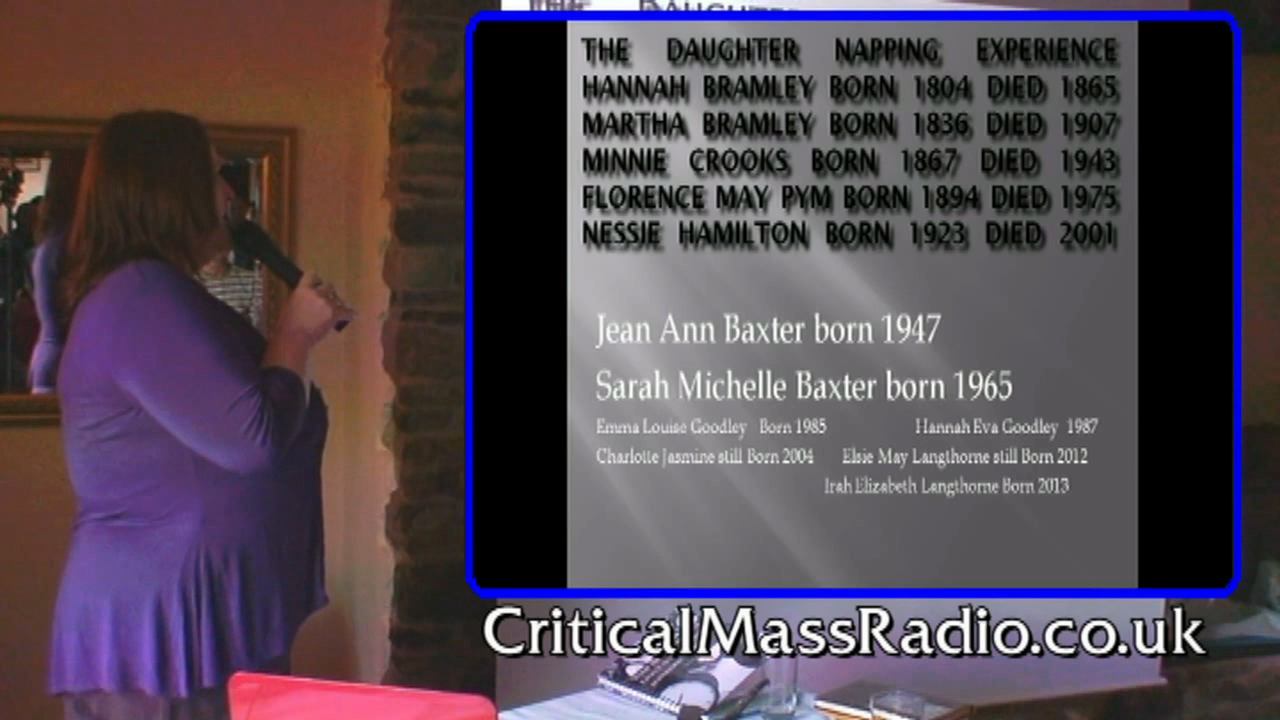 THE DAUGHTER
THE DAUGHTER NAPPING EXPERIENCE
HANNAH BRAMLEY BORN 1804 DIED 1865
MARTHA BRAMLEY BORN 1836 DIED 1907
MINNIE CROOKS BORN 1867 DIED 1943
FLORENCE MAY PYM BORN 1894 DIED 1975
NESSIE HAMILTON BORN 1923 DIED 2001
Jean Ann Baxter born 1947
Sarah Michelle Baxter born 1965
Emma Louise Goodley Born 1985 Hannah Eva Goodley 1987
Charlotte Jasmine still Born 2004 Elsie May Langthorne still Born 2012
Irah Elizabeth Langthorne Born 2013
CriticalMassRadio.co.uk